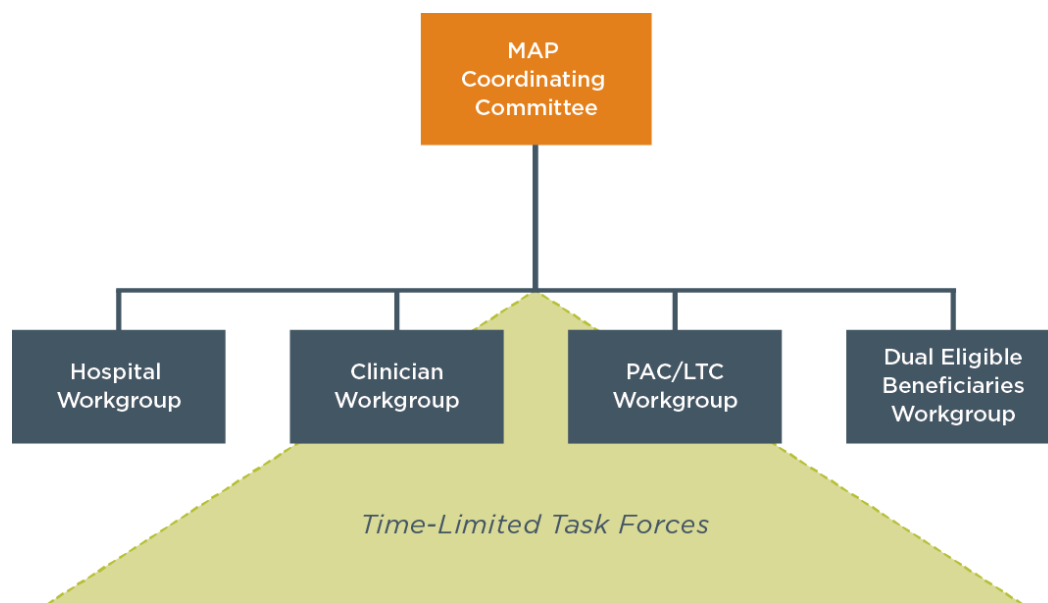 MAP
Coordinating
Committee
Hospital
Workgroup
Clinician
Workgroup
PAC/LTC
Workgroup
Dual Eligible
Beneficiaries
Workgroup
Time-Limited Task Forces